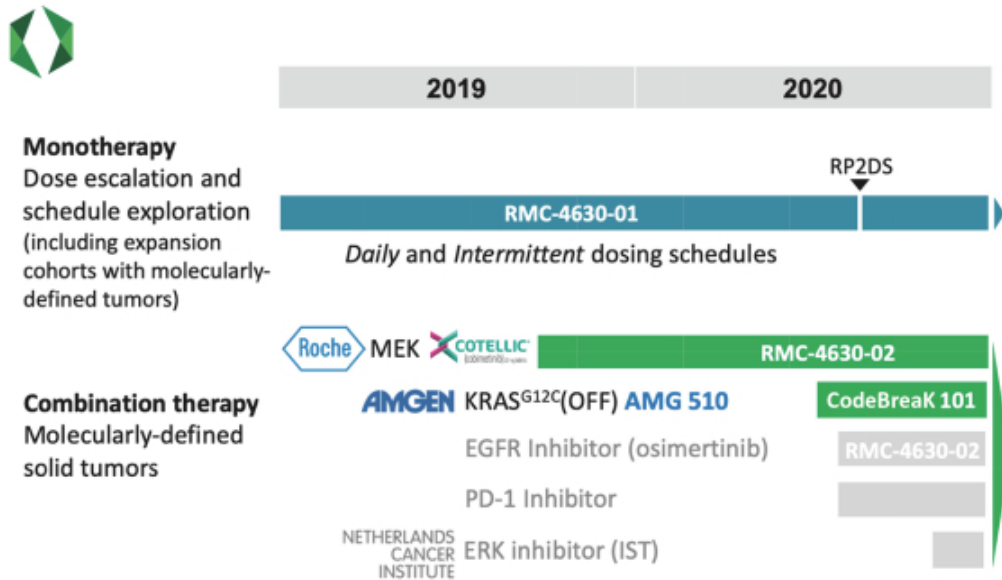 2019 2020
Monotherapy
Dose escalation and
schedule exploration
(including expansion
cohorts with molecularly-
defined tumors)
RP2DS
RMC-4630-01
Daily and Intermittent dosing schedules
Roche MEK COTELLIC
RMC-4630-02
Combination therapy
Molecularly-defined
solid tumors
AMGEN KRASG12C(OFF) AMG 510 CodeBreaK 101
EGFR Inhibitor (osimertinib) RMC-4630-02
PD-1 Inhibitor
NETHERLANDS
CANCER
INSTITUTE
ERK inhibitor (IST)